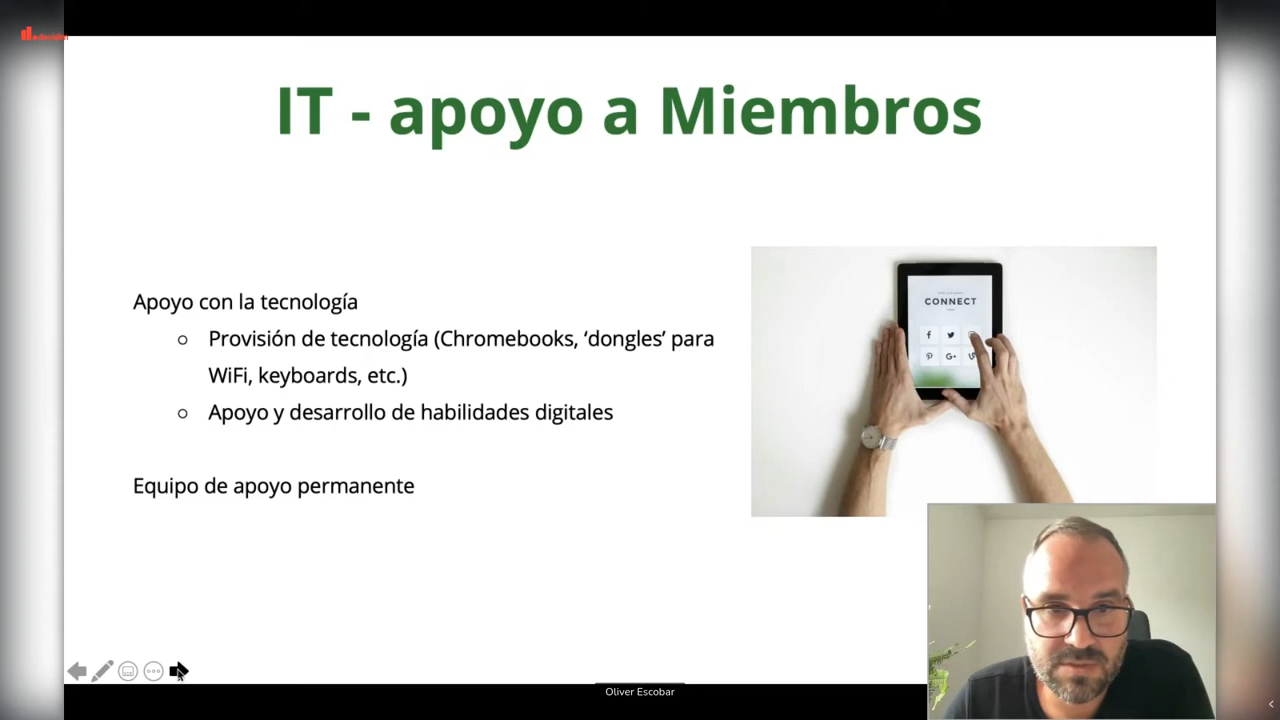 IT - apoyo a Miembros
Apoyo con la tecnología
○ Provisión de tecnología (Chromebooks, ‘dongles’ para
WiFi, keyboards, etc.)
○ Apoyo y desarrollo de habilidades digitales
Equipo de apoyo permanente
CONNECT
Oliver Escobar